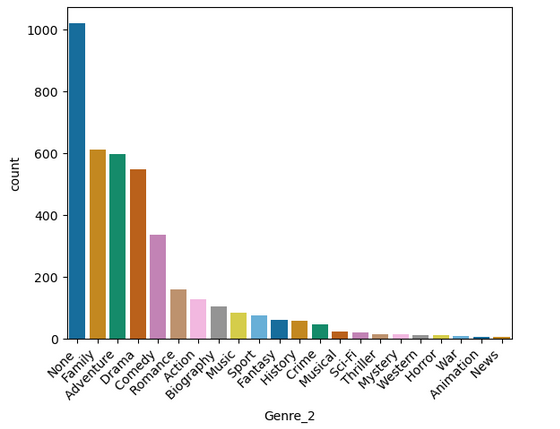 1000
800
600
400
200
0
count
None
Family
Adventure
Drama
Comedy
Romance
Action
Biography
Music
Sport
Fantasy
History
Crime
Musical
Sci-Fi
Thriller
Mystery
Western
Horror
War
Animation
News
Genre_2